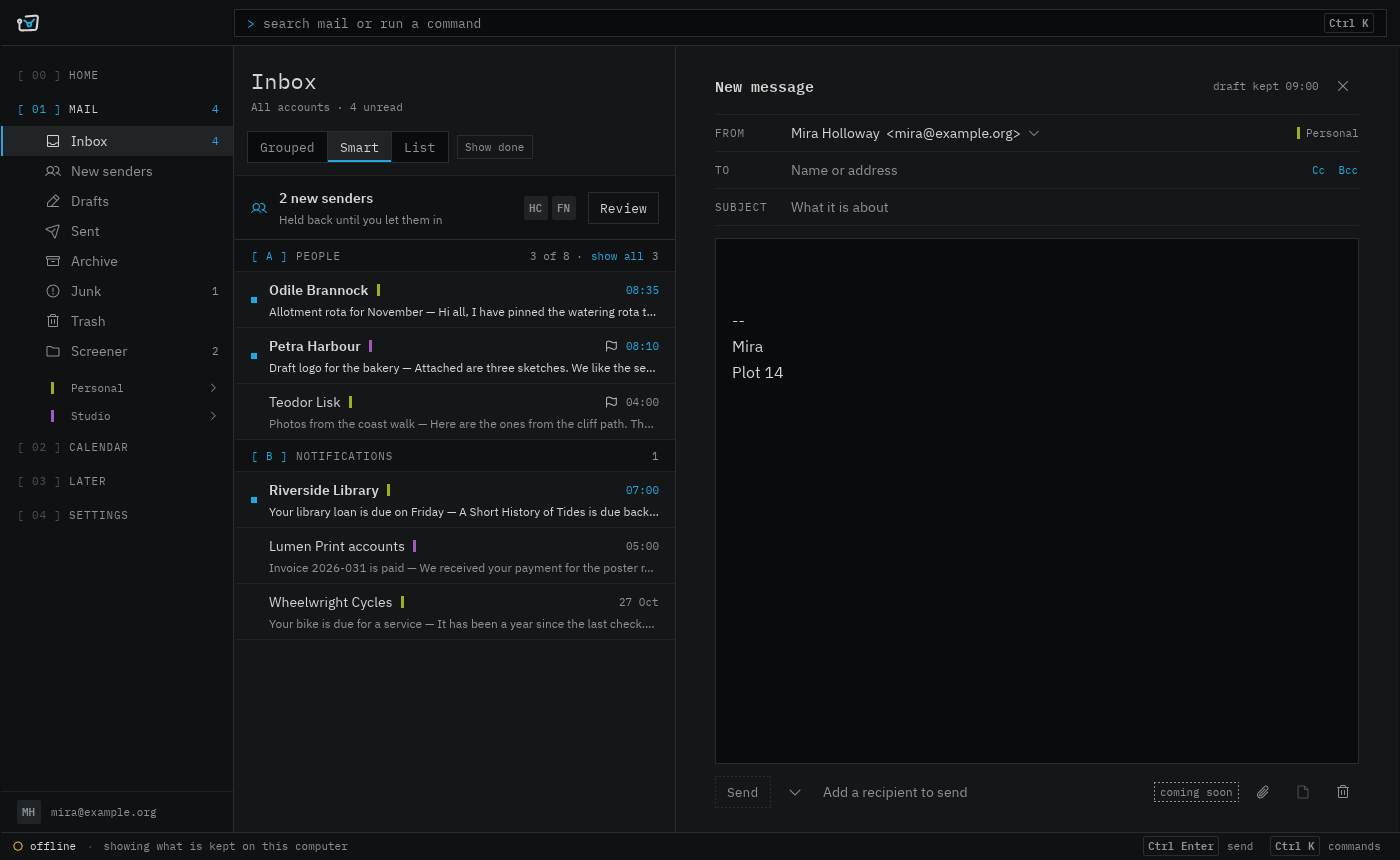 > search mail or run a command
Ctrl K
[ 00 ] HOME
[ 01 ] MAIL 4
Inbox 4
New senders
Drafts
Sent
Archive
Junk 1
Trash
Screener 2
Personal
Studio
[ 02 ] CALENDAR
[ 03 ] LATER
[ 04 ] SETTINGS
MH mira@example.org
Inbox
All accounts · 4 unread
Grouped Smart List Show done
2 new senders
Held back until you let them in
HC FN Review
[ A ] PEOPLE 3 of 8 · show all 3
Odile Brannock 08:35
Allotment rota for November — Hi all, I have pinned the watering rota t…
Petra Harbour 08:10
Draft logo for the bakery — Attached are three sketches. We like the se…
Teodor Lisk 04:00
Photos from the coast walk — Here are the ones from the cliff path. Th…
[ B ] NOTIFICATIONS 1
Riverside Library 07:00
Your library loan is due on Friday — A Short History of Tides is due back…
Lumen Print accounts 05:00
Invoice 2026-031 is paid — We received your payment for the poster r…
Wheelwright Cycles 27 Oct
Your bike is due for a service — It has been a year since the last check.…
New message draft kept 09:00
FROM Mira Holloway <mira@example.org> Personal
TO Name or address Cc Bcc
SUBJECT What it is about
--
Mira
Plot 14
Send Add a recipient to send coming soon
offline · showing what is kept on this computer
Ctrl Enter send Ctrl K commands